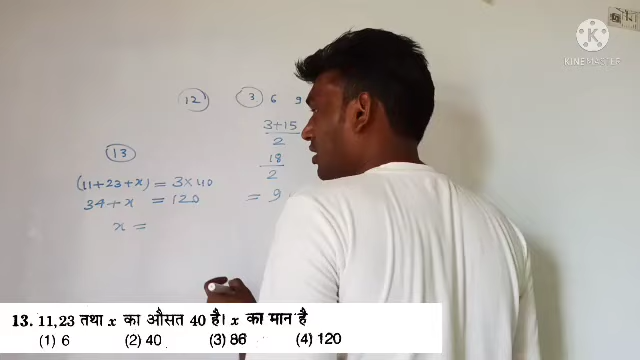 KINEMASTER
12
3 6 9
3+15
2
18
2
= 9
13
(11+23+x) = 3×40
34+x = 120
x =
13. 11,23 तथा x का औसत 40 है। x का मान है
(1) 6 (2) 40 (3) 86 (4) 120